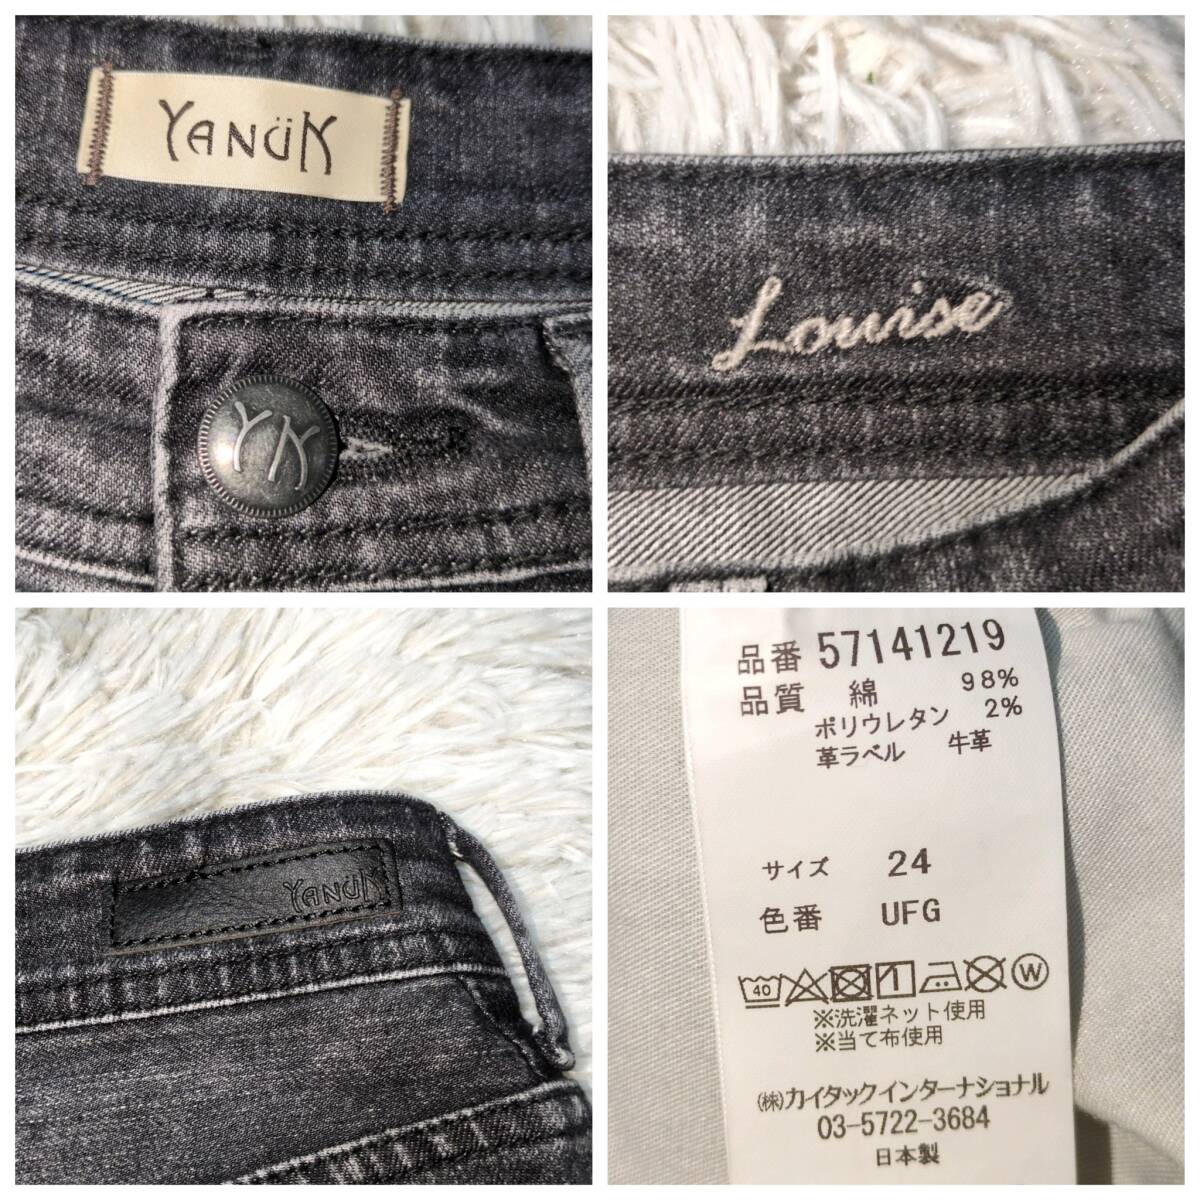 YANÜK
YK
Louise
YANÜK
品番 57141219
品質 綿 98%
ポリウレタン 2%
革ラベル 牛革
サイズ 24
色番 UFG
40 1 W
※洗濯ネット使用
※当て布使用
㈱カイタックインターナショナル
03-5722-3684
日本製